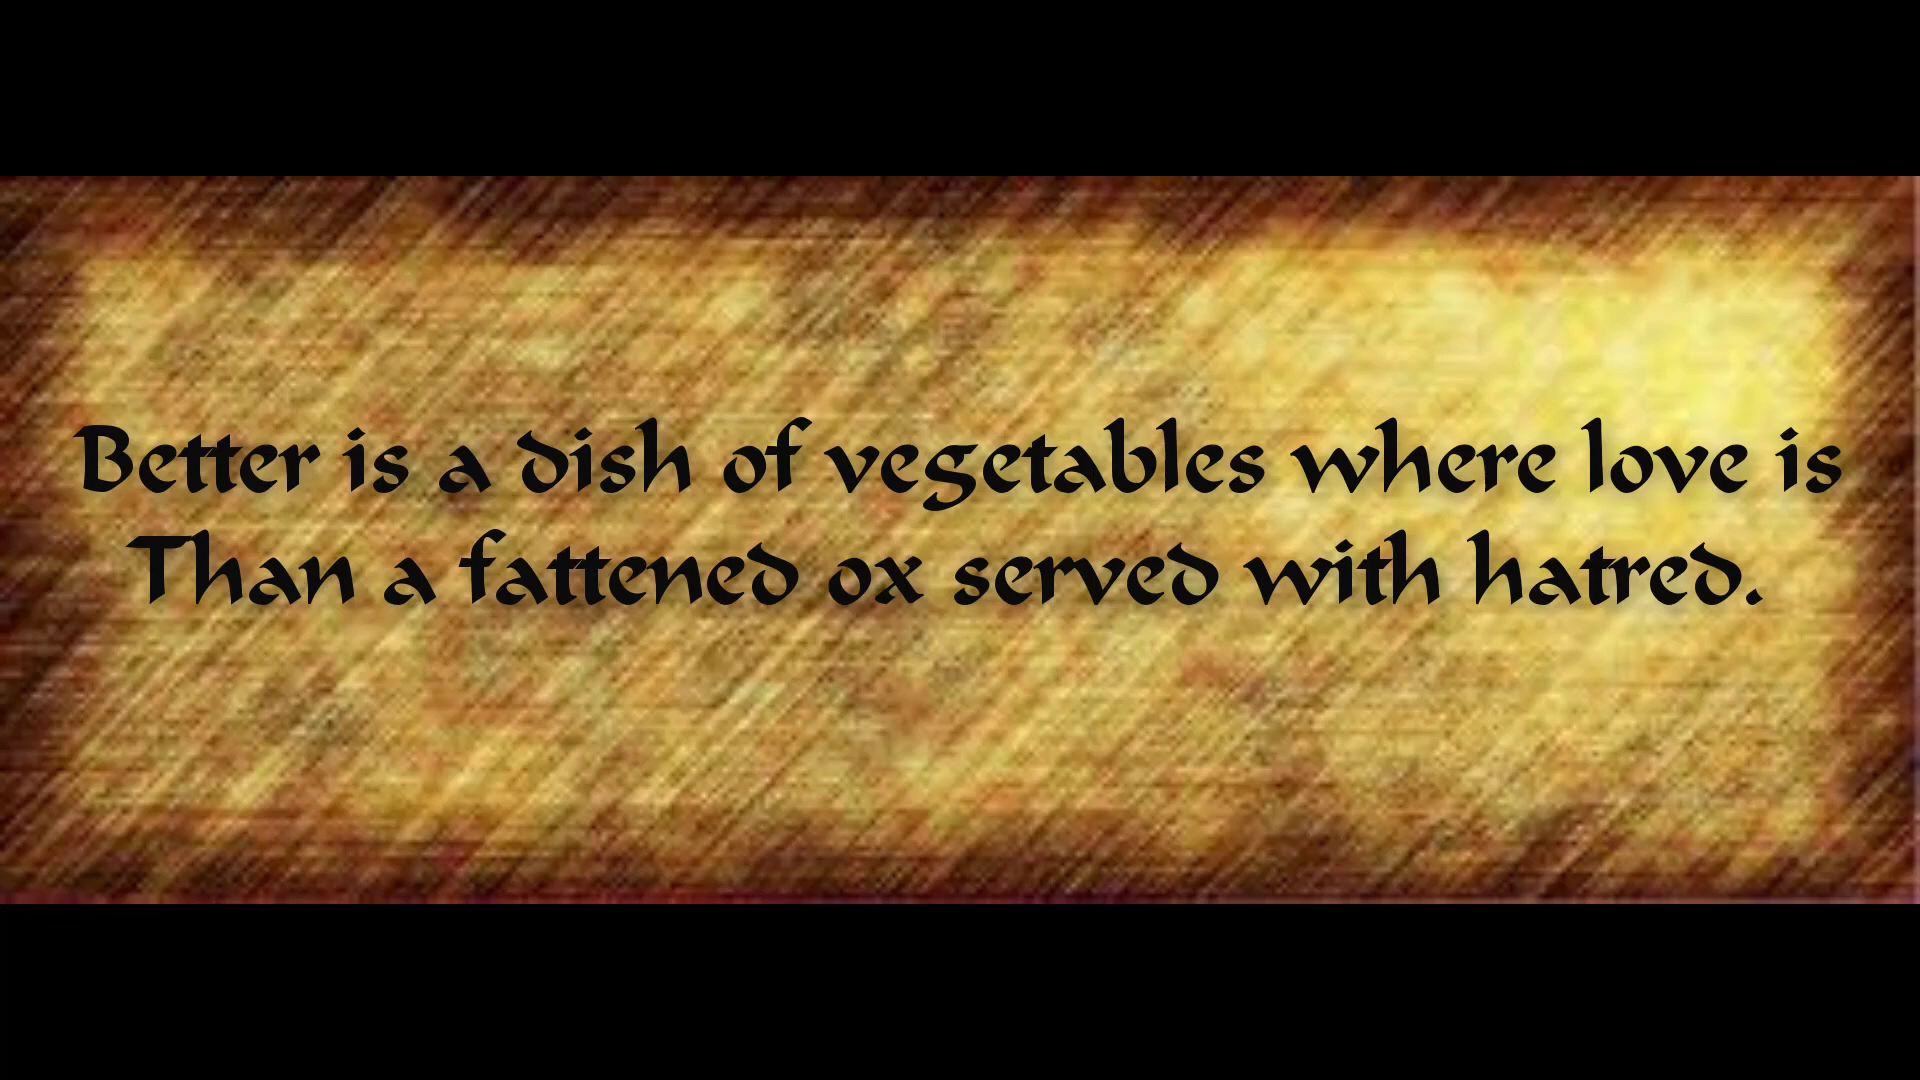 Better is a dish of vegetables where love is
Than a fattened ox served with hatred.